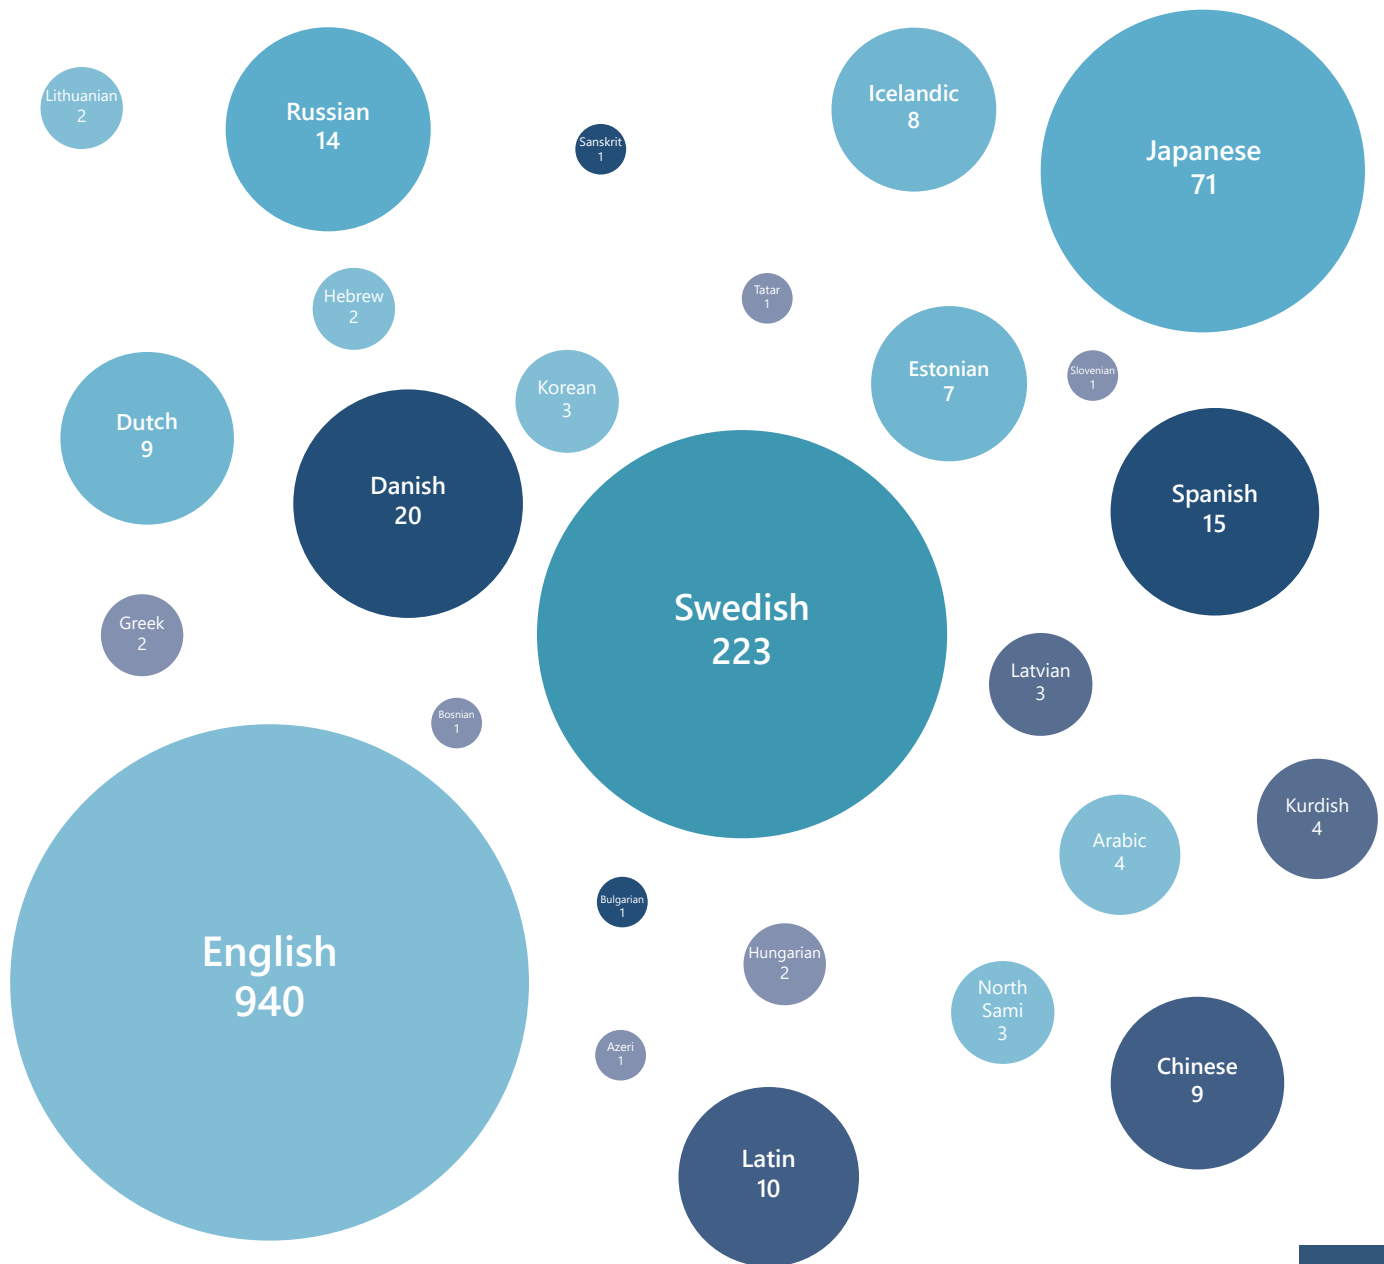 Lithuanian
2
Russian
14
Sanskrit
1
Icelandic
8
Japanese
71
Hebrew
2
Tatar
1
Korean
3
Estonian
7
Slovenian
1
Dutch
9
Danish
20
Spanish
15
Swedish
223
Greek
2
Latvian
3
Bosnian
1
Kurdish
4
Arabic
4
English
940
Bulgarian
1
Hungarian
2
North
Sami
3
Azeri
1
Chinese
9
Latin
10